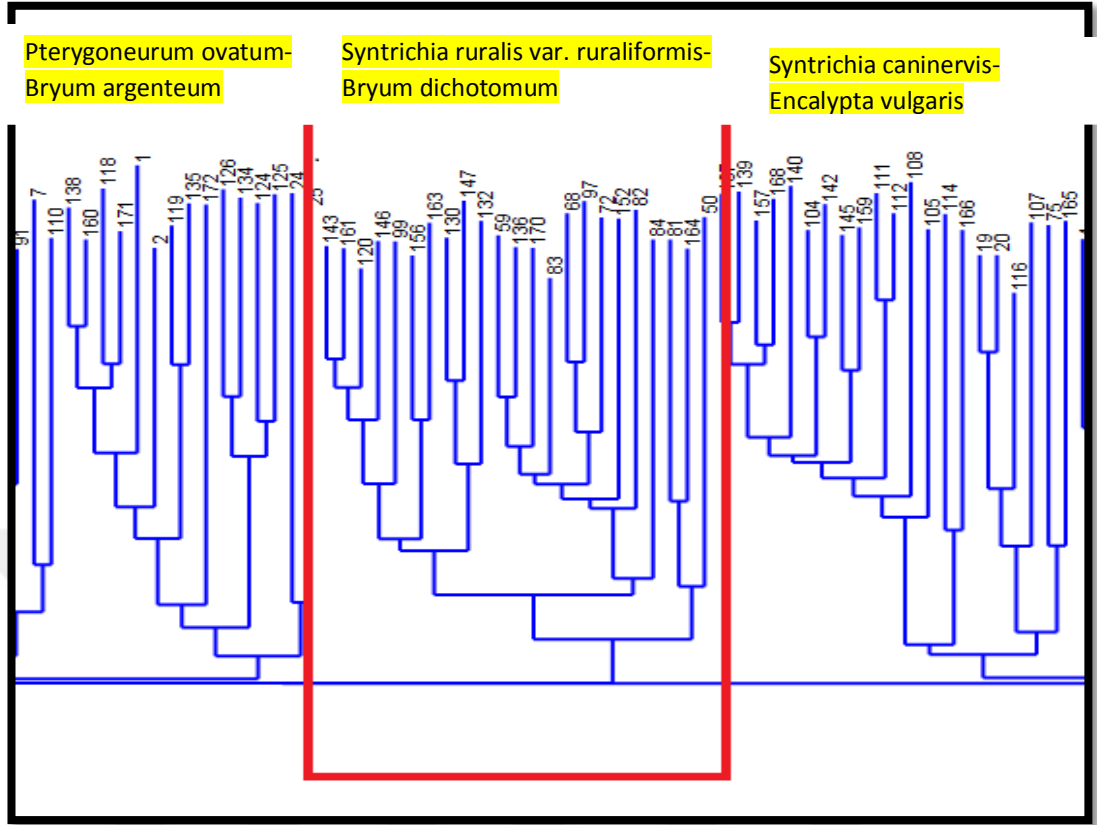 Pterygoneurum ovatum-
Bryum argenteum
Syntrichia ruralis var. ruraliformis-
Bryum dichotomum
Syntrichia caninervis-
Encalypta vulgaris
91 7 110 138 160 118 171 1 2 119 135 172 126 134 124 125 24 25
143 161 120 146 99 156 163 130 147 132 59 136 170 83 68 97 72 152 82 84 81 164 50
139 157 168 140 104 142 145 159 111 112 108 105 114 166 19 20 116 107 75 165